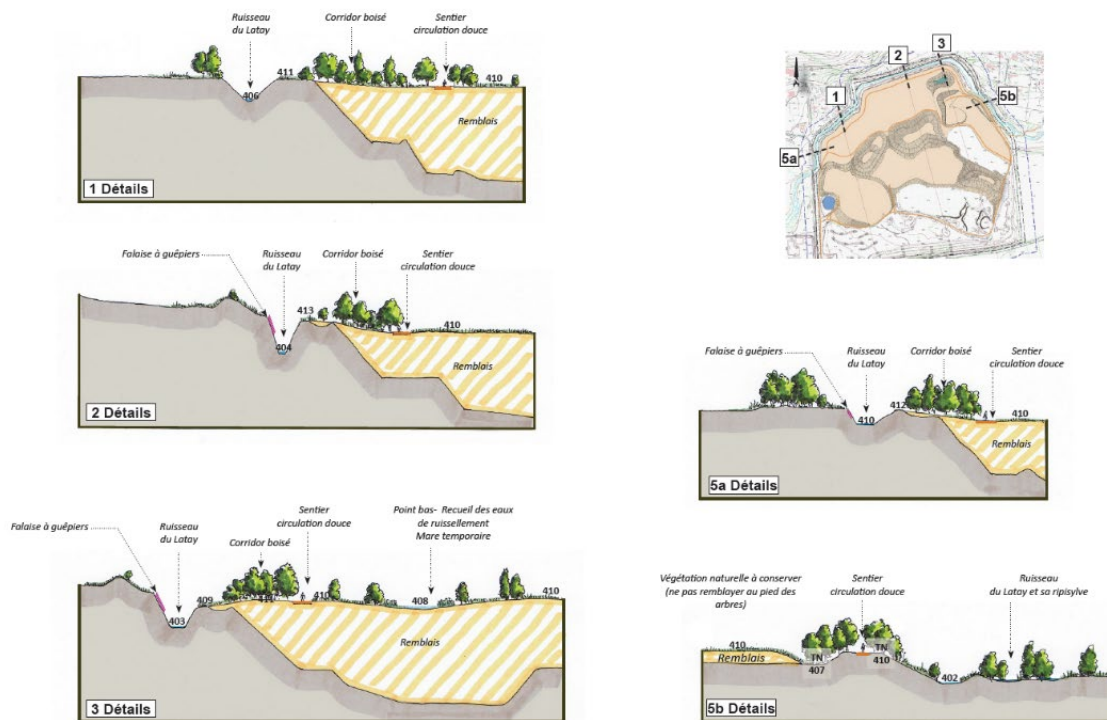 Ruisseau
du Latay
Corridor boisé
Sentier
circulation douce
411
410
406
Remblais
1 Détails
Falaise à guêpiers
Ruisseau
du Latay
Corridor boisé
Sentier
circulation douce
413
410
404
Remblais
2 Détails
Falaise à guêpiers
Ruisseau
du Latay
Corridor boisé
Sentier
circulation douce
Point bas- Recueil des eaux
de ruissellement
Mare temporaire
409
410
408
410
403
Remblais
3 Détails
3
2
1
5b
5a
Falaise à guêpiers
Ruisseau
du Latay
Corridor boisé
Sentier
circulation douce
412
410
410
Remblais
5a Détails
Végétation naturelle à conserver
(ne pas remblayer au pied des
arbres)
Sentier
circulation douce
Ruisseau
du Latay et sa ripisylve
410
Remblais
TN
407
TN
410
402
5b Détails